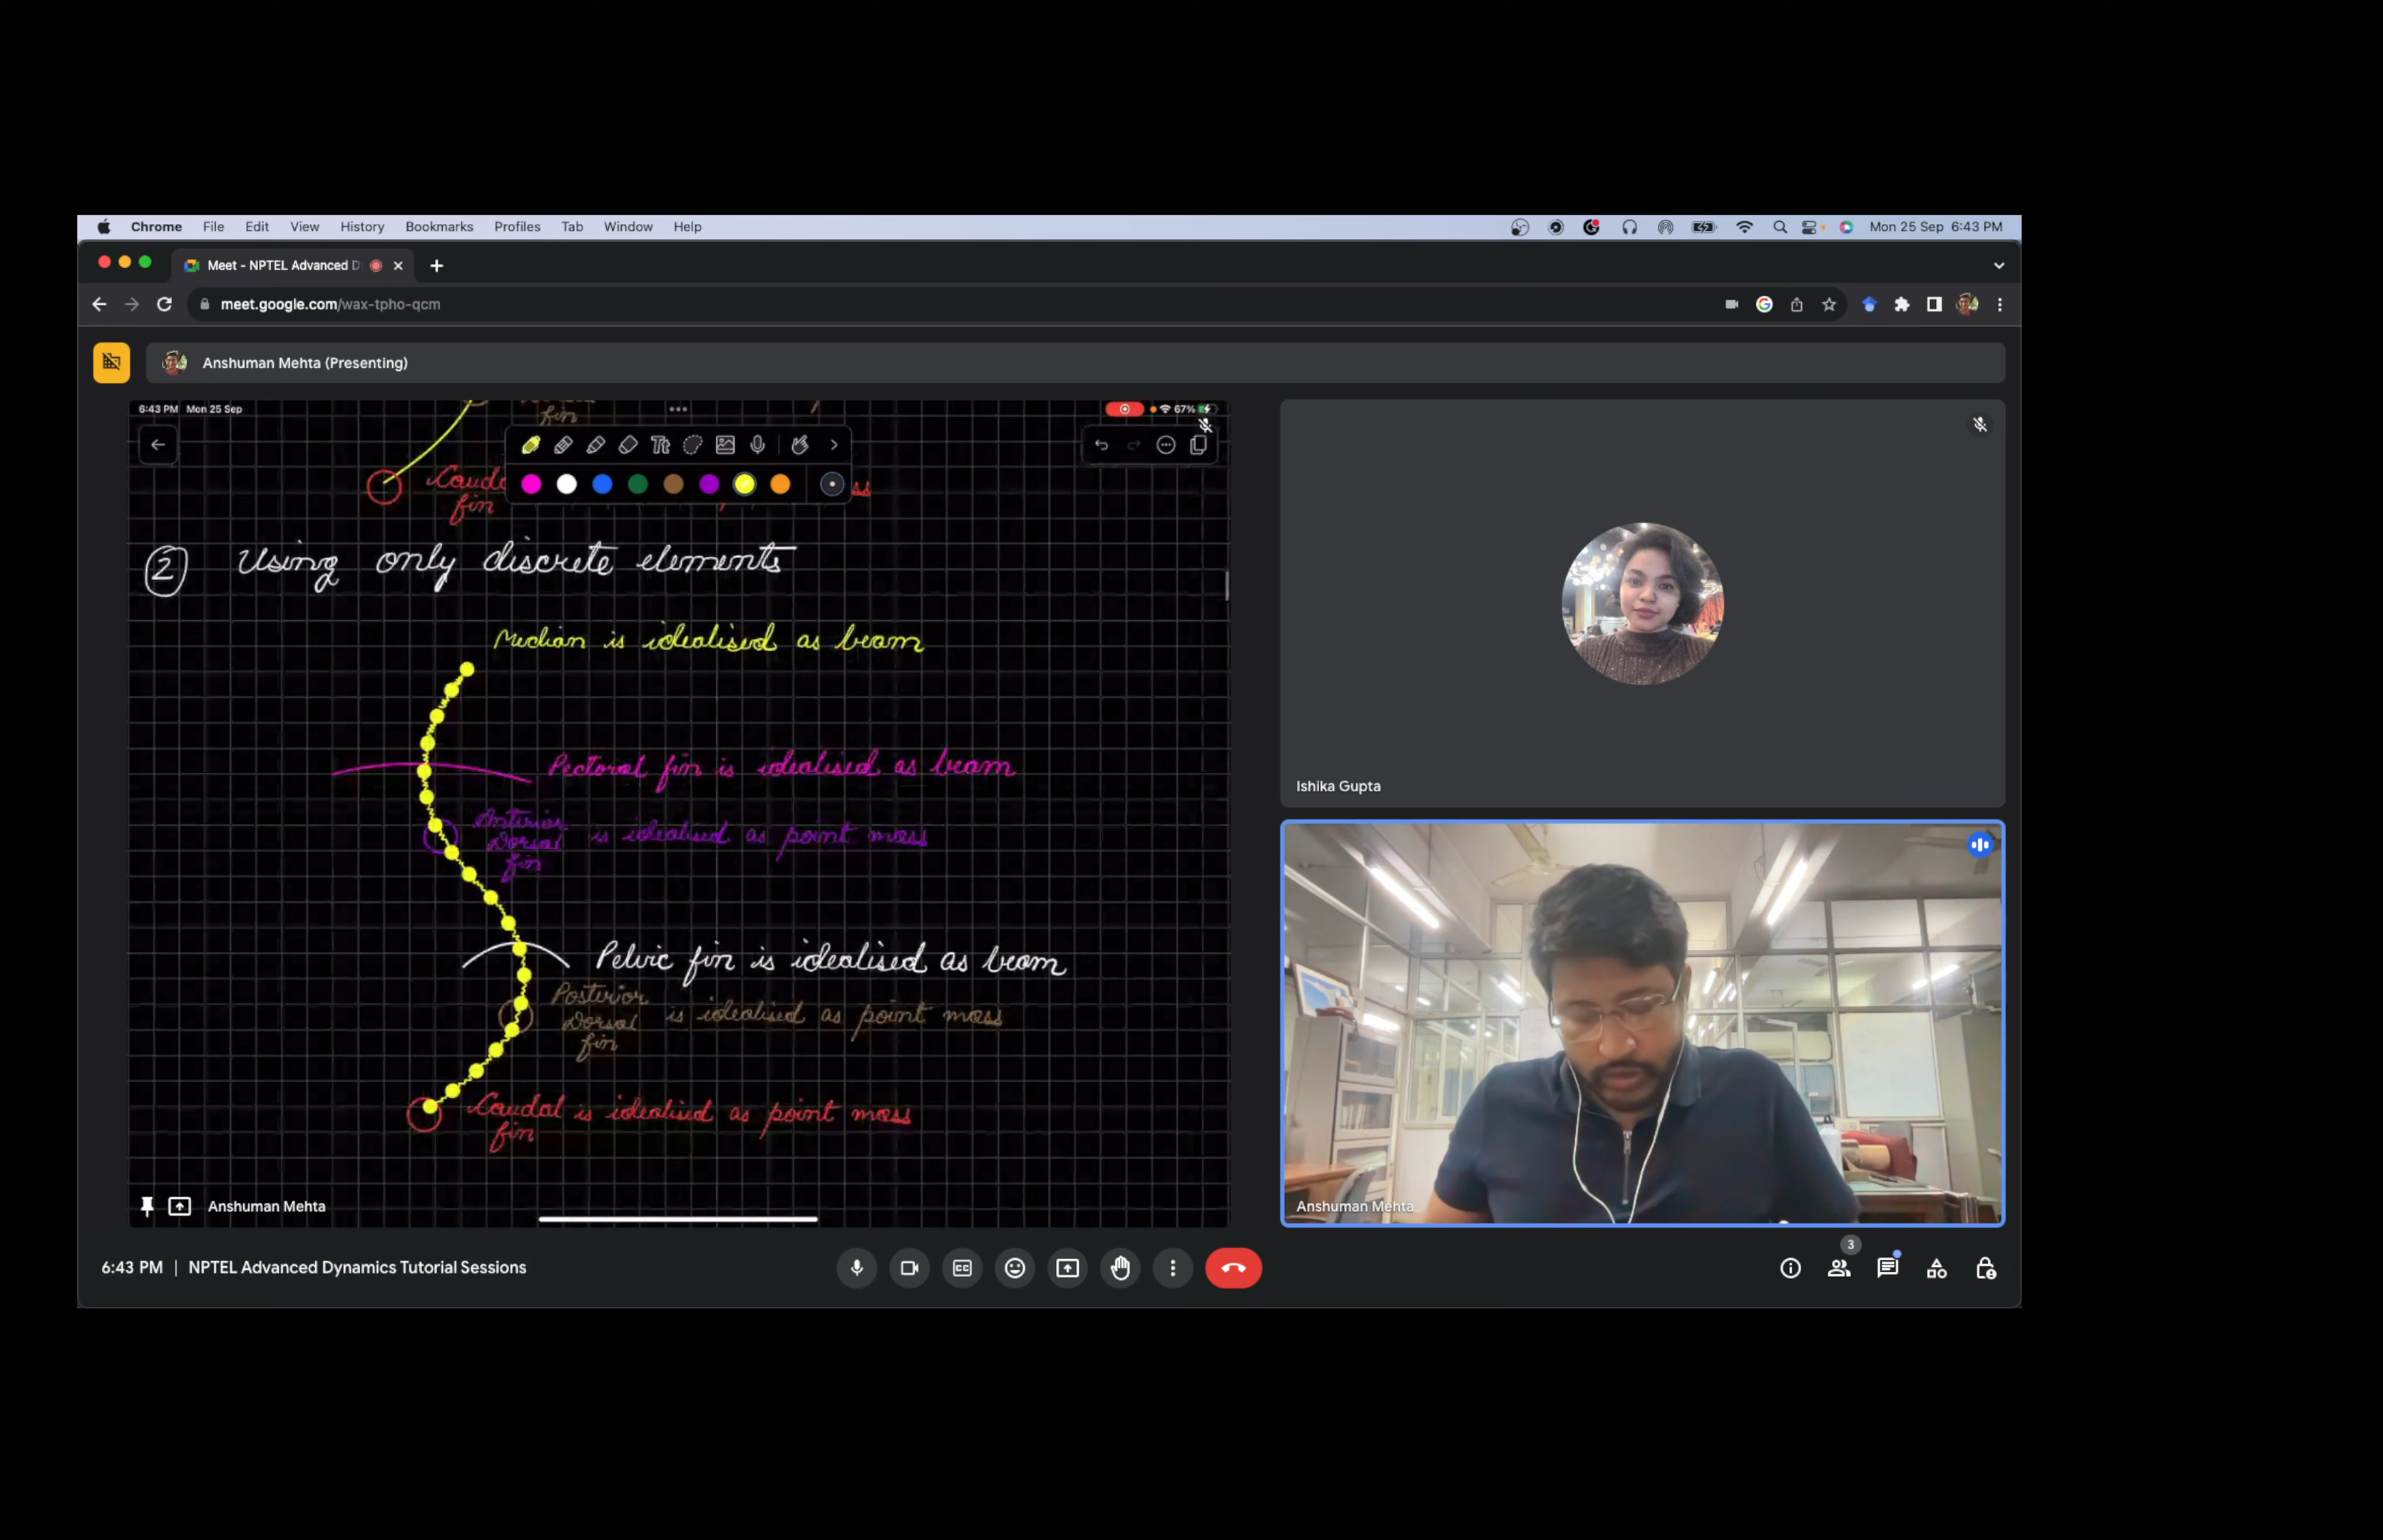 Chrome File Edit View History Bookmarks Profiles Tab Window Help Mon 25 Sep 6:43 PM
Meet - NPTEL Advanced D
meet.google.com/wax-tpho-qcm
Anshuman Mehta (Presenting)
6:43 PM Mon 25 Sep 67%
fin
Tt
fin
② Using only discrete elements
Median is idealised as beam
Pectoral fin is idealised as beam
Anterior
Dorsal is idealised as point mass
fin
Pelvic fin is idealised as beam
Posterior
Dorsal is idealised as point mass
fin
Caudal is idealised as point mass
fin
Anshuman Mehta
Ishika Gupta
Anshuman Mehta
6:43 PM | NPTEL Advanced Dynamics Tutorial Sessions
CC
3